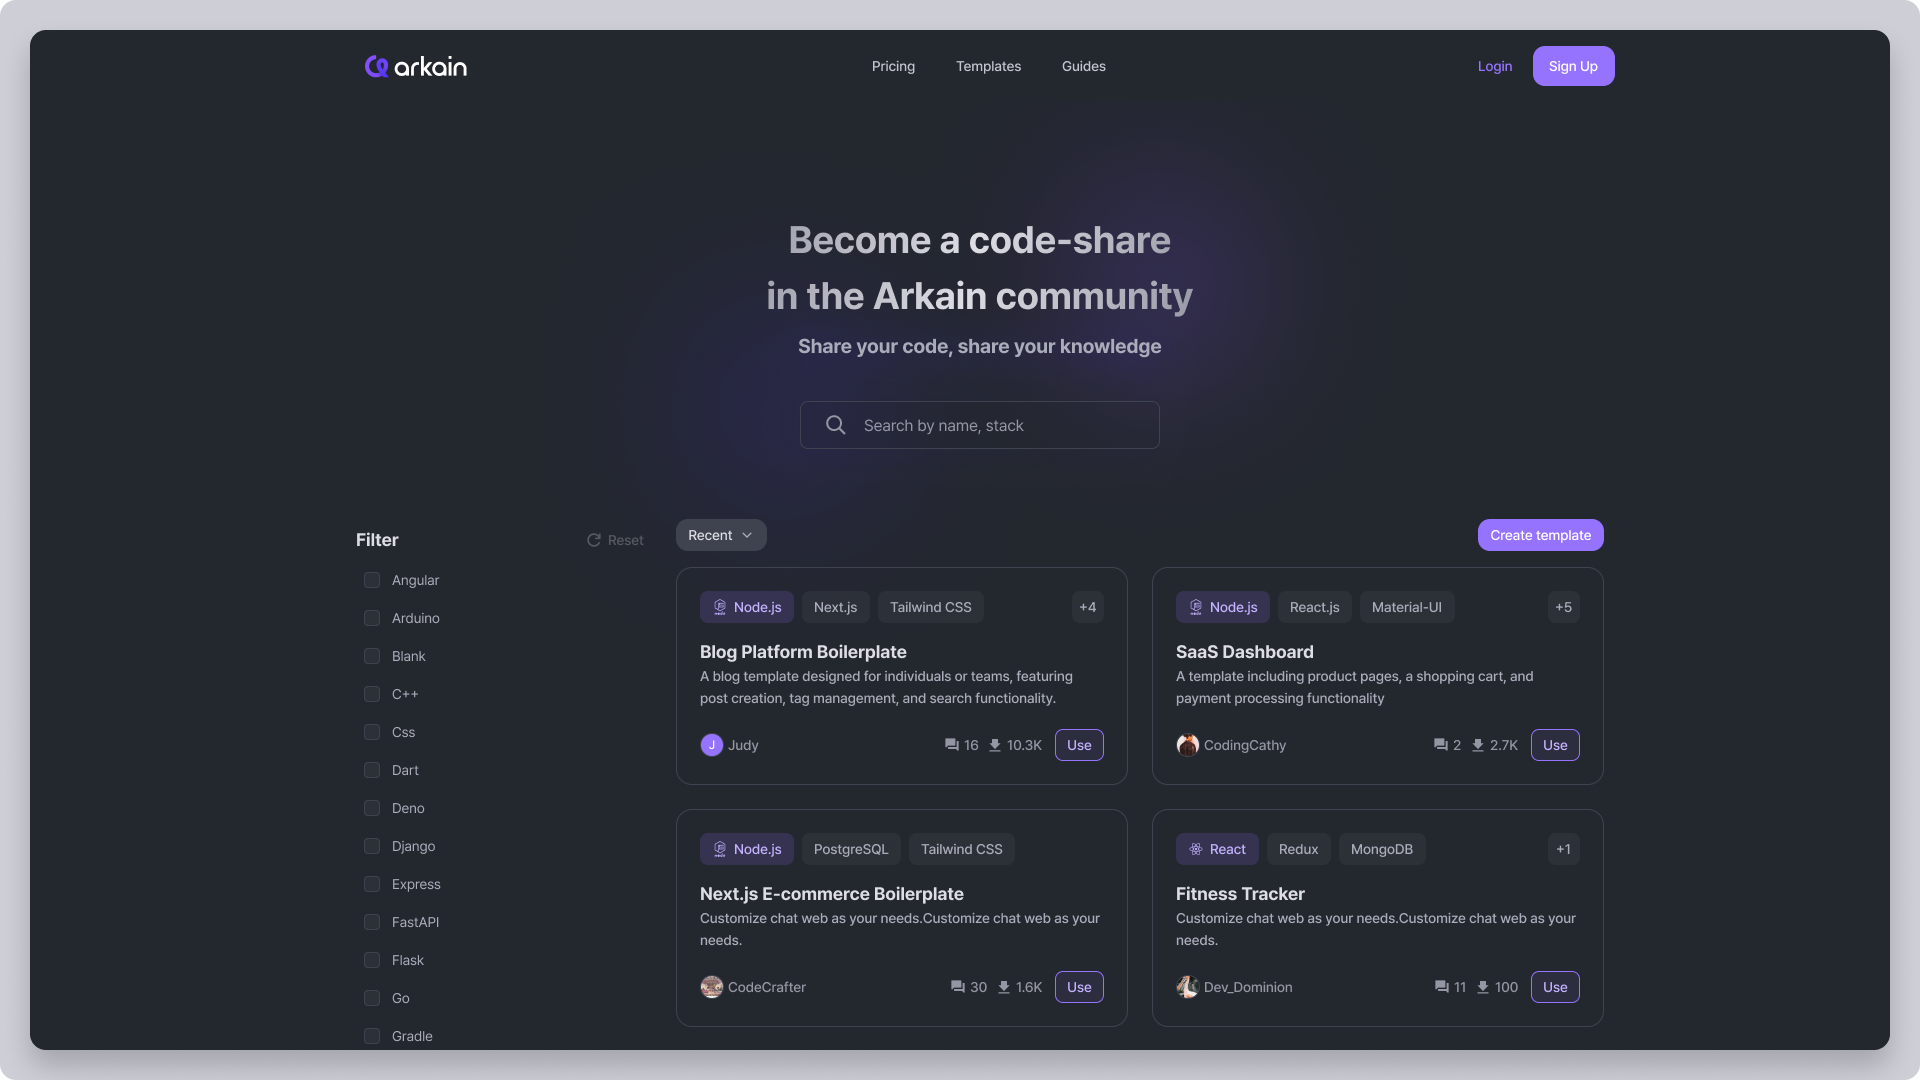 arkain
Pricing
Templates
Guides
Login
Sign Up
Become a code-share
in the Arkain community
Share your code, share your knowledge
Search by name, stack
Filter
Reset
Angular
Arduino
Blank
C++
Css
Dart
Deno
Django
Express
FastAPI
Flask
Go
Gradle
Recent
Create template
Node.js Next.js Tailwind CSS +4
Blog Platform Boilerplate
A blog template designed for individuals or teams, featuring
post creation, tag management, and search functionality.
J Judy 16 10.3K Use
Node.js React.js Material-UI +5
SaaS Dashboard
A template including product pages, a shopping cart, and
payment processing functionality
CodingCathy 2 2.7K Use
Node.js PostgreSQL Tailwind CSS
Next.js E-commerce Boilerplate
Customize chat web as your needs.Customize chat web as your
needs.
CodeCrafter 30 1.6K Use
React Redux MongoDB +1
Fitness Tracker
Customize chat web as your needs.Customize chat web as your
needs.
Dev_Dominion 11 100 Use